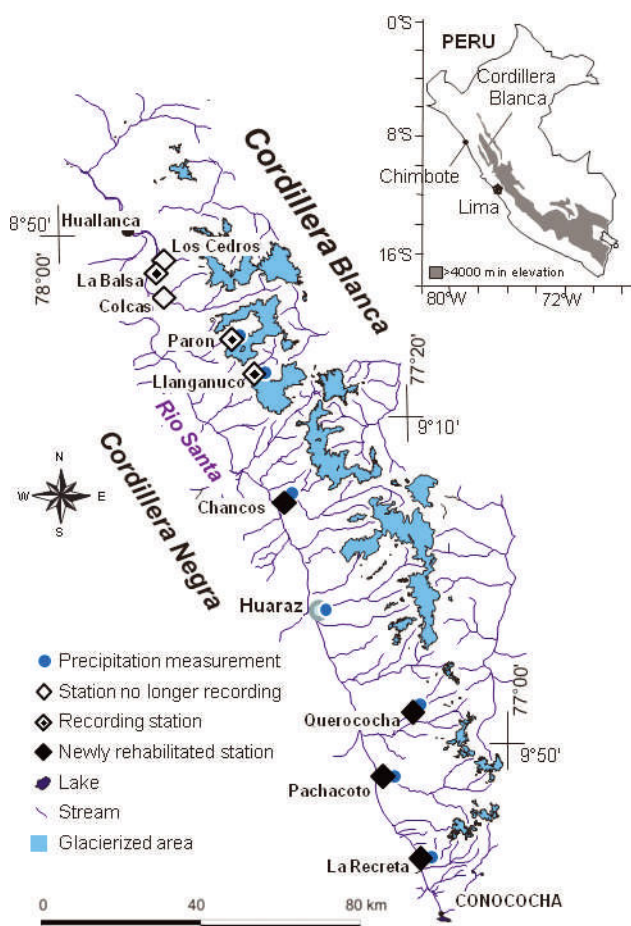 0°S
PERU
Cordillera
Blanca
8°S
Chimbote
Lima
16°S
>4000 m in elevation
80°W
72°W
Cordillera Blanca
Huallanca
8°50'
78°00'
Los Cedros
La Balsa
Colcas
Paron
Llanganuco
77°20'
9°10'
Rio Santa
Cordillera Negra
N
W
E
S
Chancos
Huaraz
Precipitation measurement
Station no longer recording
Recording station
Newly rehabilitated station
Lake
Stream
Glacierized area
Querococha
77°00'
9°50'
Pachacoto
La Recreta
CONOCOCHA
0
40
80 km